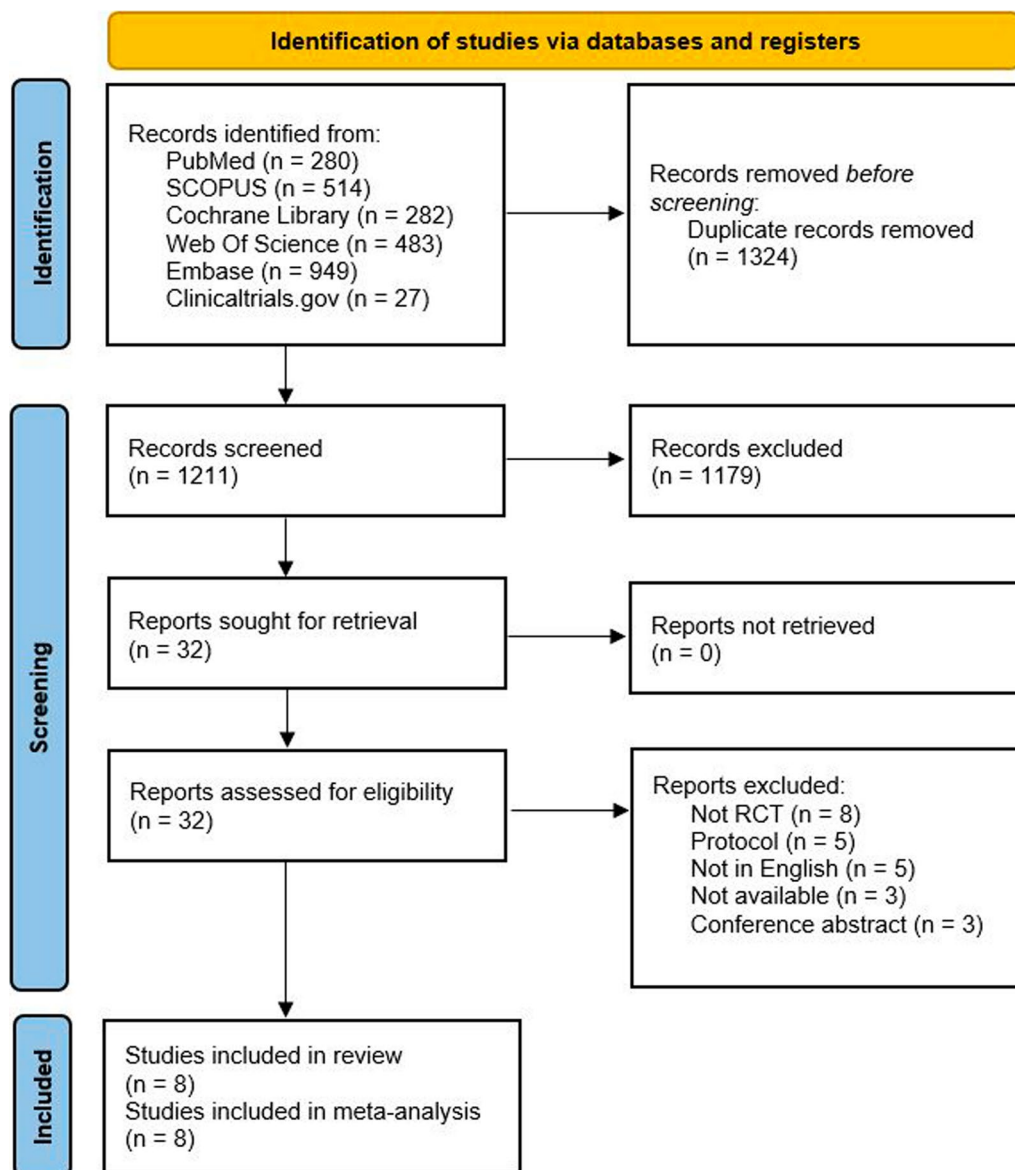 Identification of studies via databases and registers
Identification
Records identified from:
PubMed (n = 280)
SCOPUS (n = 514)
Cochrane Library (n = 282)
Web Of Science (n = 483)
Embase (n = 949)
Clinicaltrials.gov (n = 27)
Records removed before
screening:
Duplicate records removed
(n = 1324)
Screening
Records screened
(n = 1211)
Records excluded
(n = 1179)
Reports sought for retrieval
(n = 32)
Reports not retrieved
(n = 0)
Reports assessed for eligibility
(n = 32)
Reports excluded:
Not RCT (n = 8)
Protocol (n = 5)
Not in English (n = 5)
Not available (n = 3)
Conference abstract (n = 3)
Included
Studies included in review
(n = 8)
Studies included in meta-analysis
(n = 8)